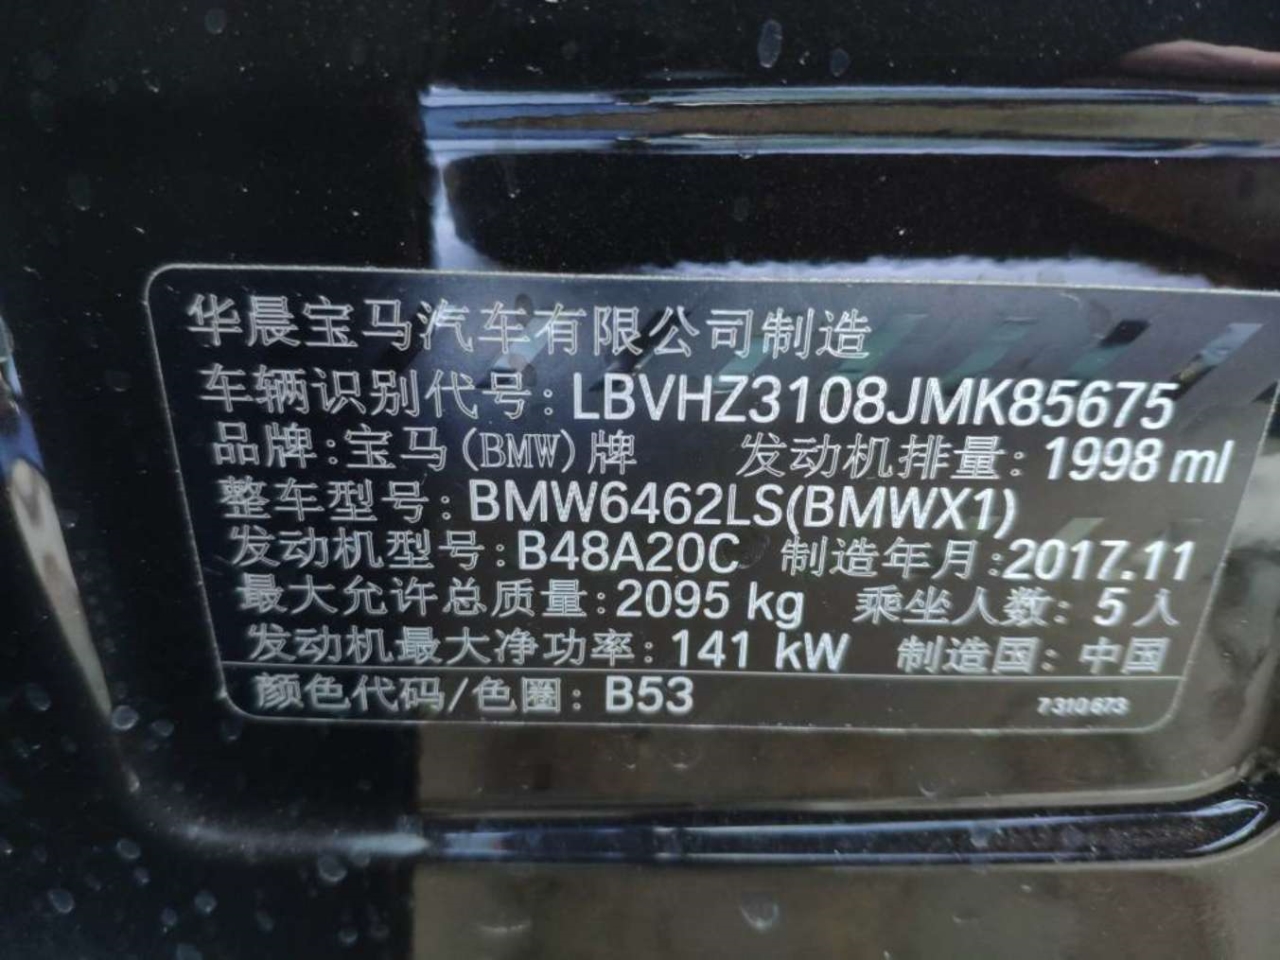 华晨宝马汽车有限公司制造
车辆识别代号: LBVHZ3108JMK85675
品牌:宝马(BMW)牌 发动机排量: 1998 ml
整车型号: BMW6462LS(BMWX1)
发动机型号: B48A20C 制造年月:2017.11
最大允许总质量: 2095 kg 乘坐人数: 5人
发动机最大净功率: 141 kW 制造国: 中国
颜色代码/色圈: B53 7310673